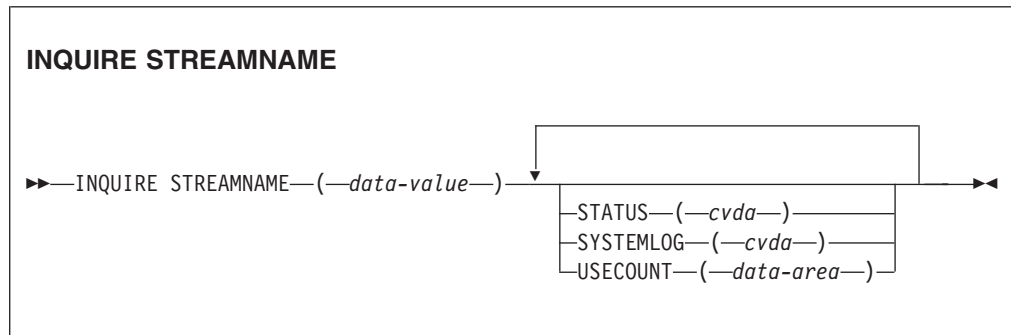 INQUIRE STREAMNAME
INQUIRE STREAMNAME ( data-value )
STATUS ( cvda )
SYSTEMLOG ( cvda )
USECOUNT ( data-area )